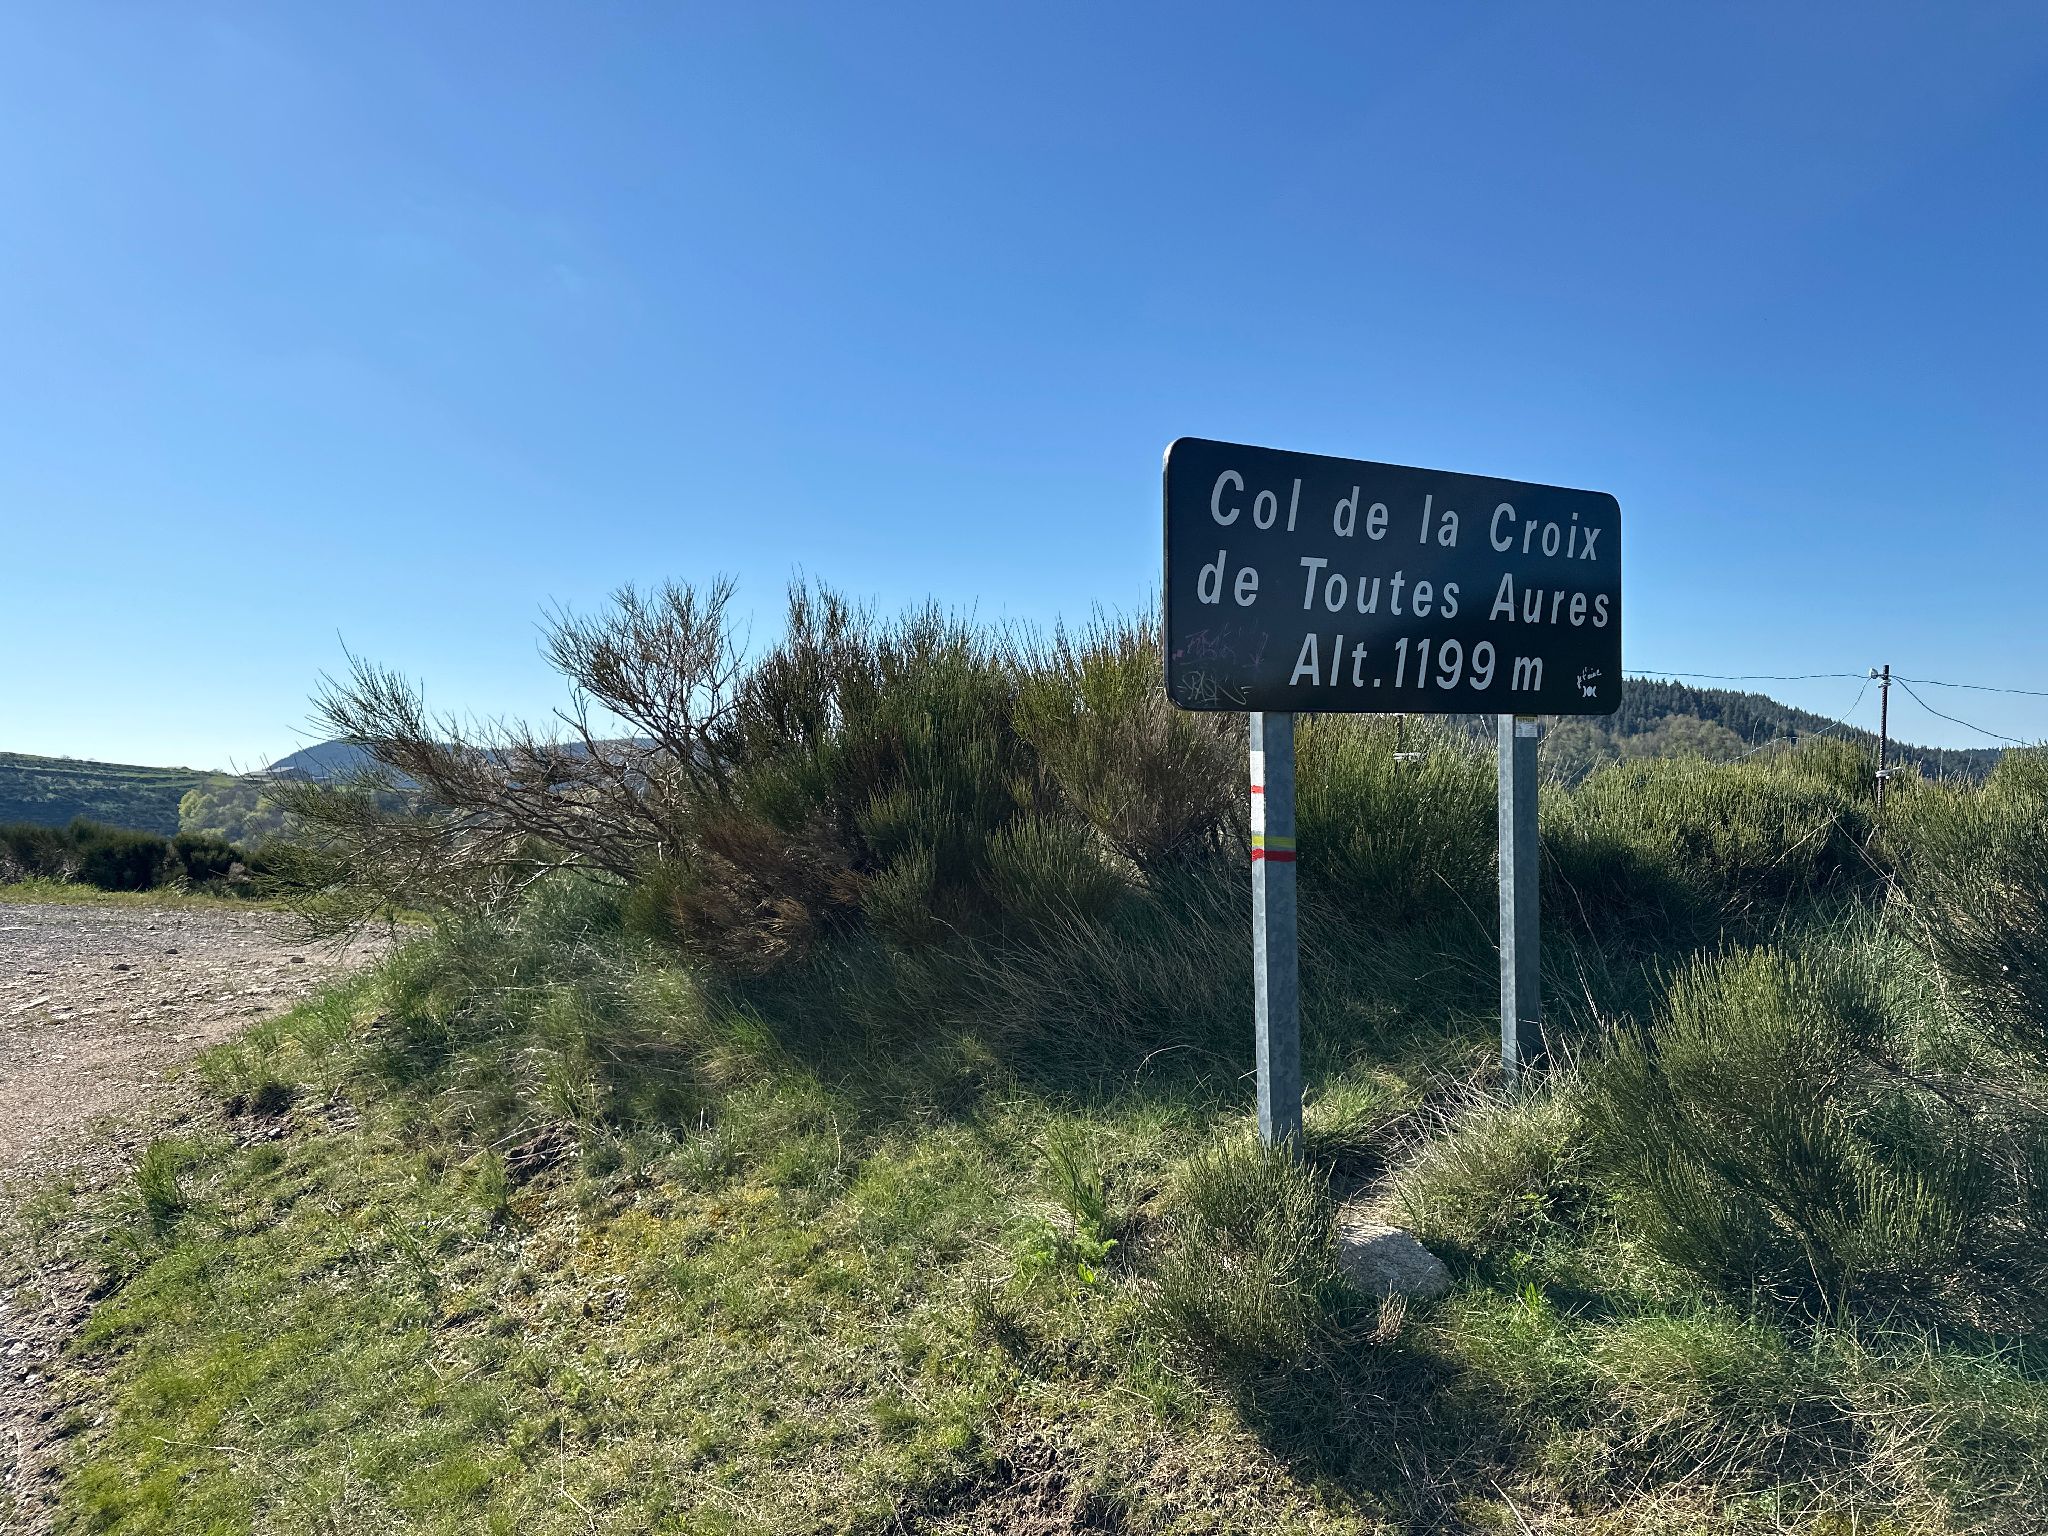 Col de la Croix
de Toutes Aures
Alt. 1199 m